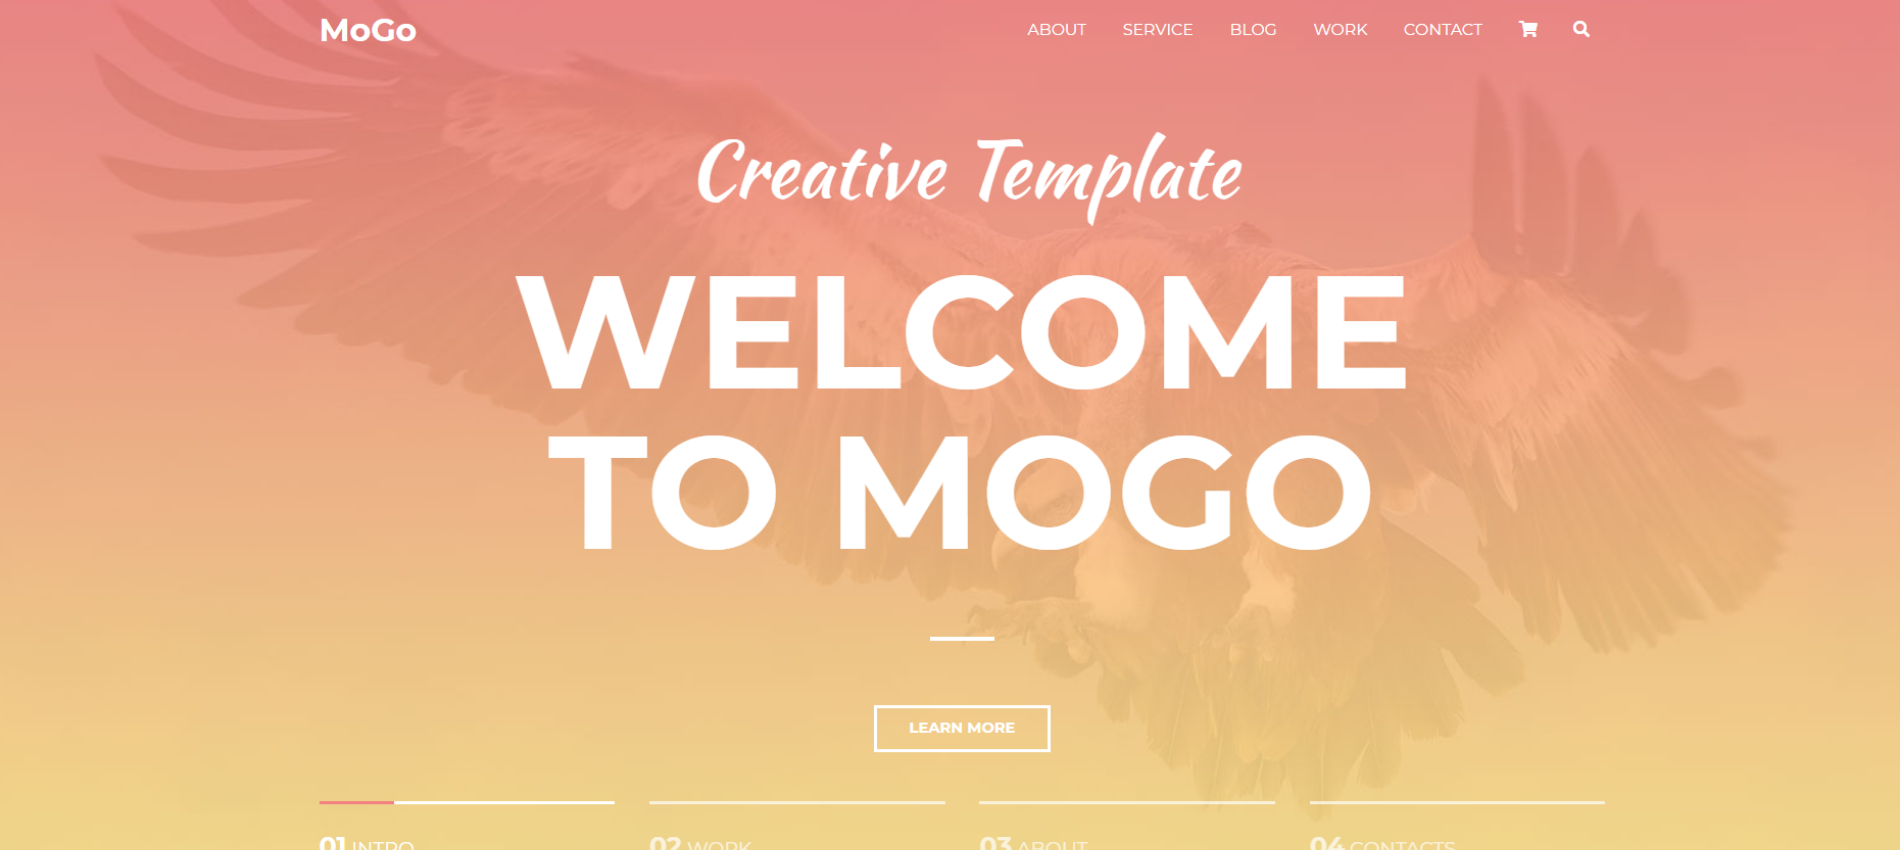 MoGo
ABOUT SERVICE BLOG WORK CONTACT
Creative Template
WELCOME
TO MOGO
LEARN MORE
01 INTRO 02 WORK 03 ABOUT 04 CONTACTS